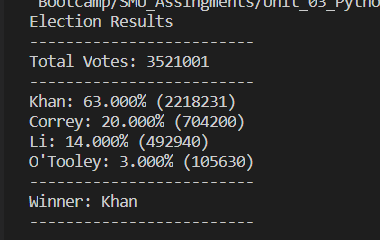 Bootcamp/SMU_Assingments/Unit_03_Pytho
Election Results
-------------------------
Total Votes: 3521001
-------------------------
Khan: 63.000% (2218231)
Correy: 20.000% (704200)
Li: 14.000% (492940)
O'Tooley: 3.000% (105630)
-------------------------
Winner: Khan
-------------------------